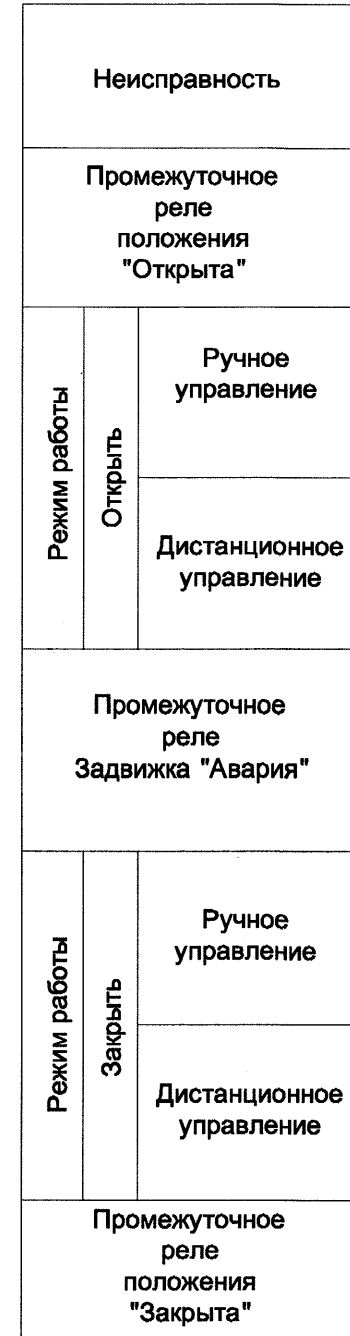 Неисправность
Промежуточное
реле
положения
"Открыта"
Режим работы
Открыть
Ручное
управление
Дистанционное
управление
Промежуточное
реле
Задвижка "Авария"
Режим работы
Закрыть
Ручное
управление
Дистанционное
управление
Промежуточное
реле
положения
"Закрыта"